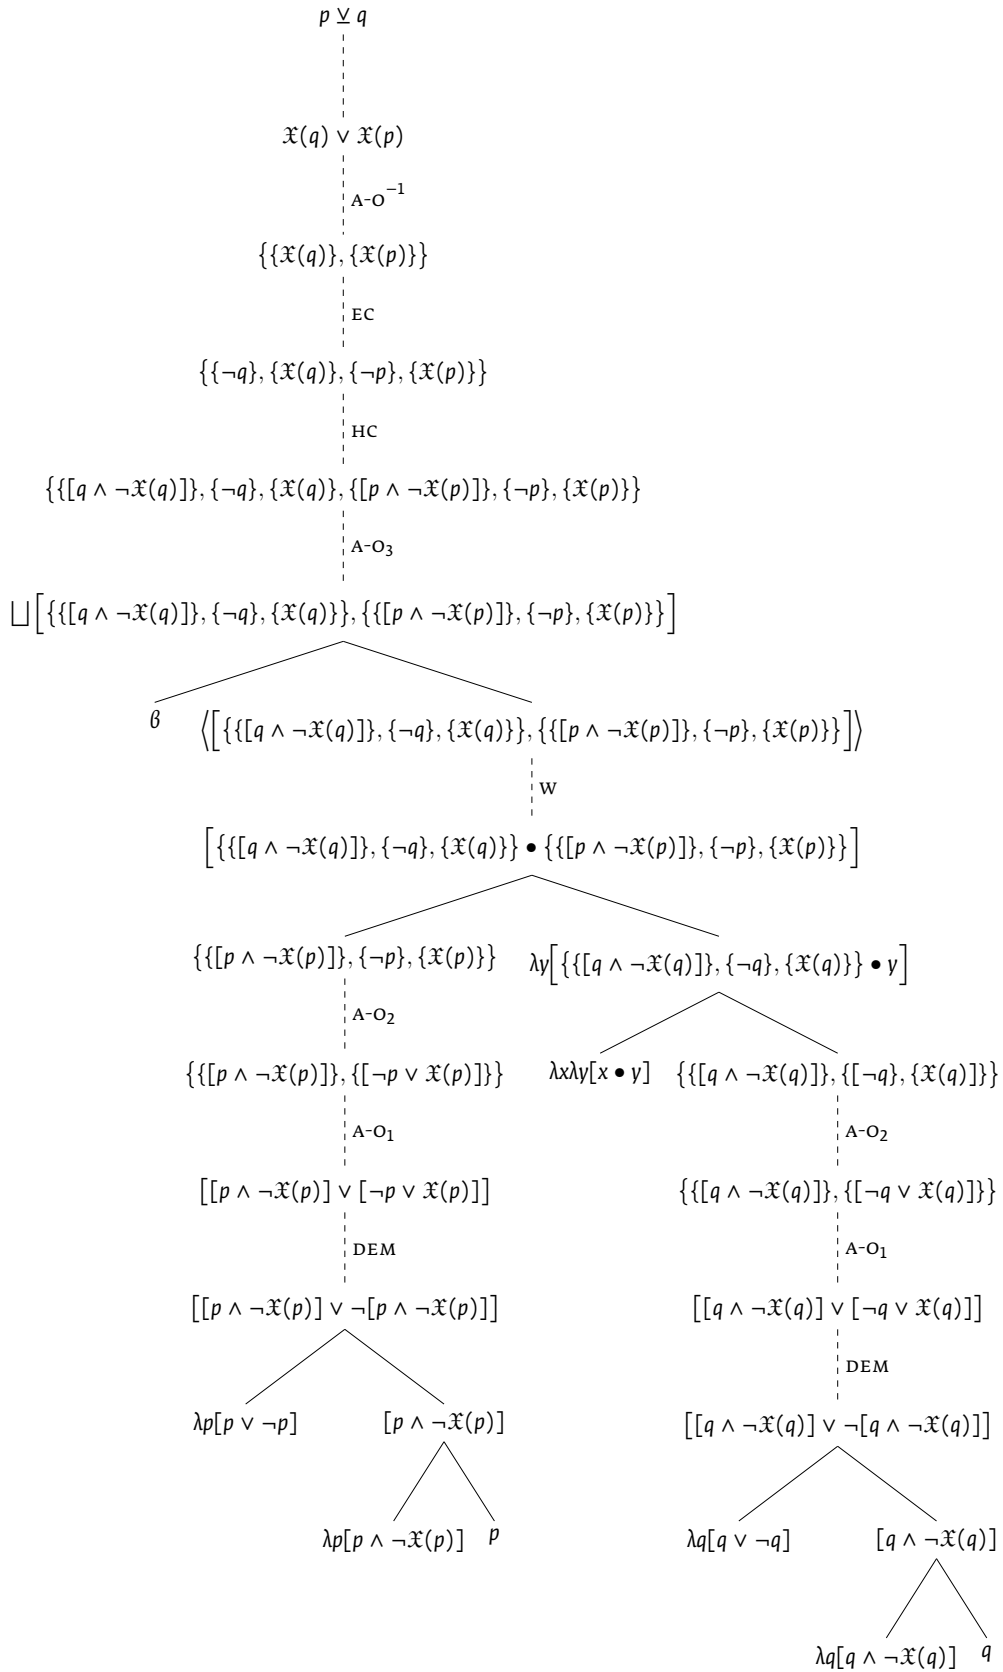 p ⊻ q
𝔛(q) ∨ 𝔛(p)
A-O⁻¹
{{𝔛(q)}, {𝔛(p)}}
EC
{{¬q}, {𝔛(q)}, {¬p}, {𝔛(p)}}
HC
{{[q ∧ ¬𝔛(q)]}, {¬q}, {𝔛(q)}, {[p ∧ ¬𝔛(p)]}, {¬p}, {𝔛(p)}}
A-O₃
⨆[{{[q ∧ ¬𝔛(q)]}, {¬q}, {𝔛(q)}}, {{[p ∧ ¬𝔛(p)]}, {¬p}, {𝔛(p)}}]
ϐ ⟨[{{[q ∧ ¬𝔛(q)]}, {¬q}, {𝔛(q)}}, {{[p ∧ ¬𝔛(p)]}, {¬p}, {𝔛(p)}}]⟩
W
[{{[q ∧ ¬𝔛(q)]}, {¬q}, {𝔛(q)}} • {{[p ∧ ¬𝔛(p)]}, {¬p}, {𝔛(p)}}]
{{[p ∧ ¬𝔛(p)]}, {¬p}, {𝔛(p)}} λy[{{[q ∧ ¬𝔛(q)]}, {¬q}, {𝔛(q)}} • y]
A-O₂
{{[p ∧ ¬𝔛(p)]}, {[¬p ∨ 𝔛(p)]}} λxλy[x • y] {{[q ∧ ¬𝔛(q)]}, {[¬q}, {𝔛(q)]}}
A-O₁ A-O₂
[[p ∧ ¬𝔛(p)] ∨ [¬p ∨ 𝔛(p)]] {{[q ∧ ¬𝔛(q)]}, {[¬q ∨ 𝔛(q)]}}
DEM A-O₁
[[p ∧ ¬𝔛(p)] ∨ ¬[p ∧ ¬𝔛(p)]] [[q ∧ ¬𝔛(q)] ∨ [¬q ∨ 𝔛(q)]]
DEM
λp[p ∨ ¬p] [p ∧ ¬𝔛(p)] [[q ∧ ¬𝔛(q)] ∨ ¬[q ∧ ¬𝔛(q)]]
λp[p ∧ ¬𝔛(p)] p λq[q ∨ ¬q] [q ∧ ¬𝔛(q)]
λq[q ∧ ¬𝔛(q)] q